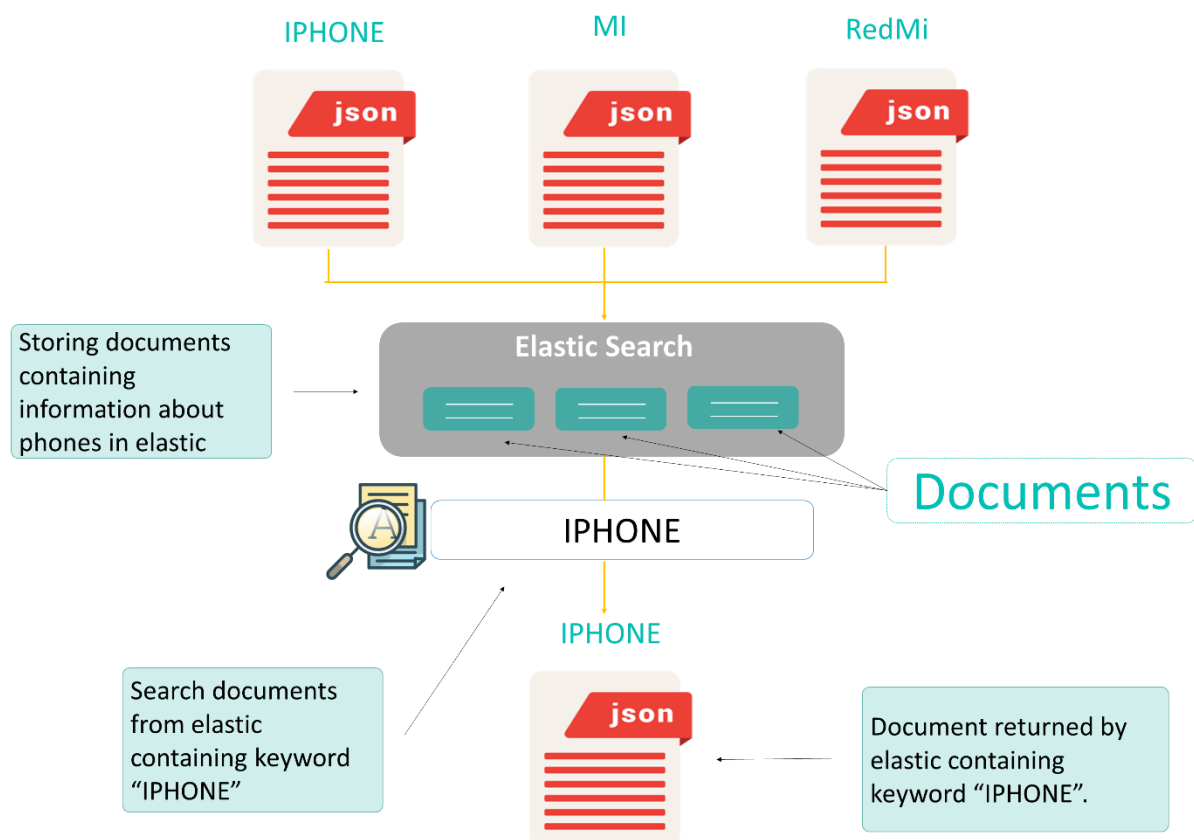 IPHONE
MI
RedMi
json
json
json
Storing documents
containing
information about
phones in elastic
Elastic Search
Documents
A
IPHONE
IPHONE
Search documents
from elastic
containing keyword
“IPHONE”
json
Document returned by
elastic containing
keyword “IPHONE”.